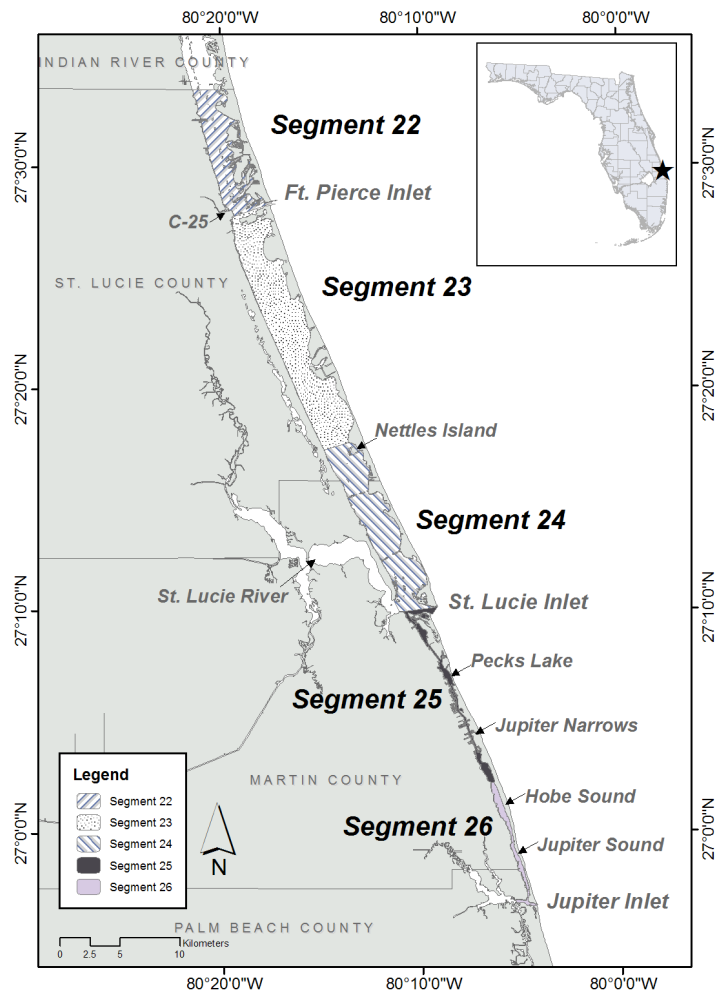 80°20'0"W 80°10'0"W 80°0'0"W
INDIAN RIVER COUNTY
Segment 22
27°30'0"N
27°30'0"N
Ft. Pierce Inlet
C-25
ST. LUCIE COUNTY
Segment 23
27°20'0"N
27°20'0"N
Nettles Island
Segment 24
St. Lucie River
St. Lucie Inlet
27°10'0"N
27°10'0"N
Pecks Lake
Segment 25
Jupiter Narrows
MARTIN COUNTY
Hobe Sound
Segment 26
Jupiter Sound
27°0'0"N
27°0'0"N
Legend
Segment 22
Segment 23
Segment 24
Segment 25
Segment 26
N
Jupiter Inlet
PALM BEACH COUNTY
Kilometers
0 2.5 5 10
80°20'0"W 80°10'0"W 80°0'0"W